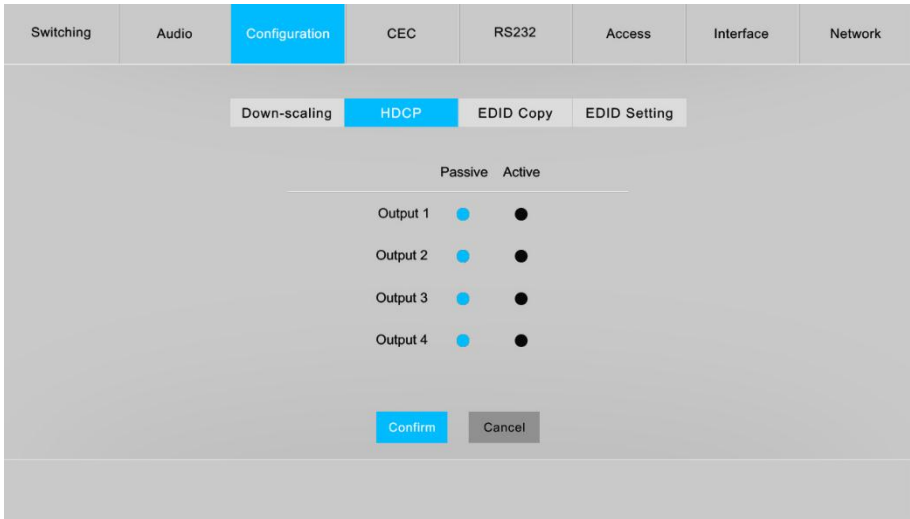 Switching Audio Configuration CEC RS232 Access Interface Network
Down-scaling HDCP EDID Copy EDID Setting
Passive Active
Output 1
Output 2
Output 3
Output 4
Confirm Cancel